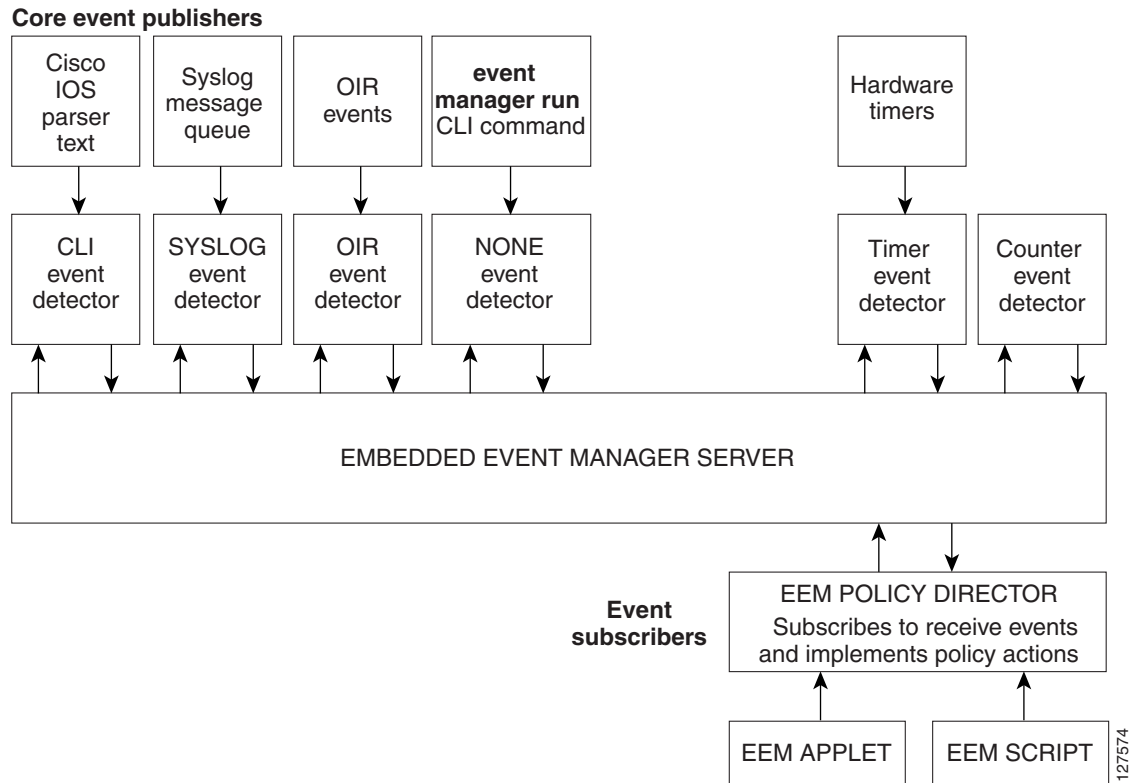 Core event publishers
Cisco
IOS
parser
text
Syslog
message
queue
OIR
events
event
manager run
CLI command
Hardware
timers
CLI
event
detector
SYSLOG
event
detector
OIR
event
detector
NONE
event
detector
Timer
event
detector
Counter
event
detector
EMBEDDED EVENT MANAGER SERVER
Event
subscribers
EEM POLICY DIRECTOR
Subscribes to receive events
and implements policy actions
EEM APPLET
EEM SCRIPT
127574